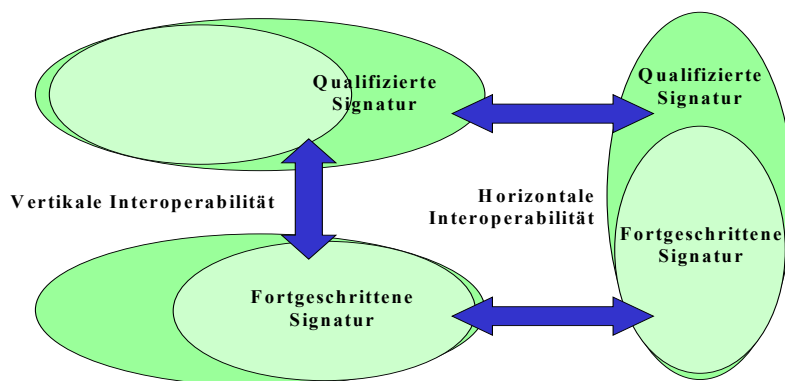 Qualifizierte
Signatur
Qualifizierte
Signatur
Vertikale Interoperabilität
Horizontale
Interoperabilität
Fortgeschrittene
Signatur
Fortgeschrittene
Signatur